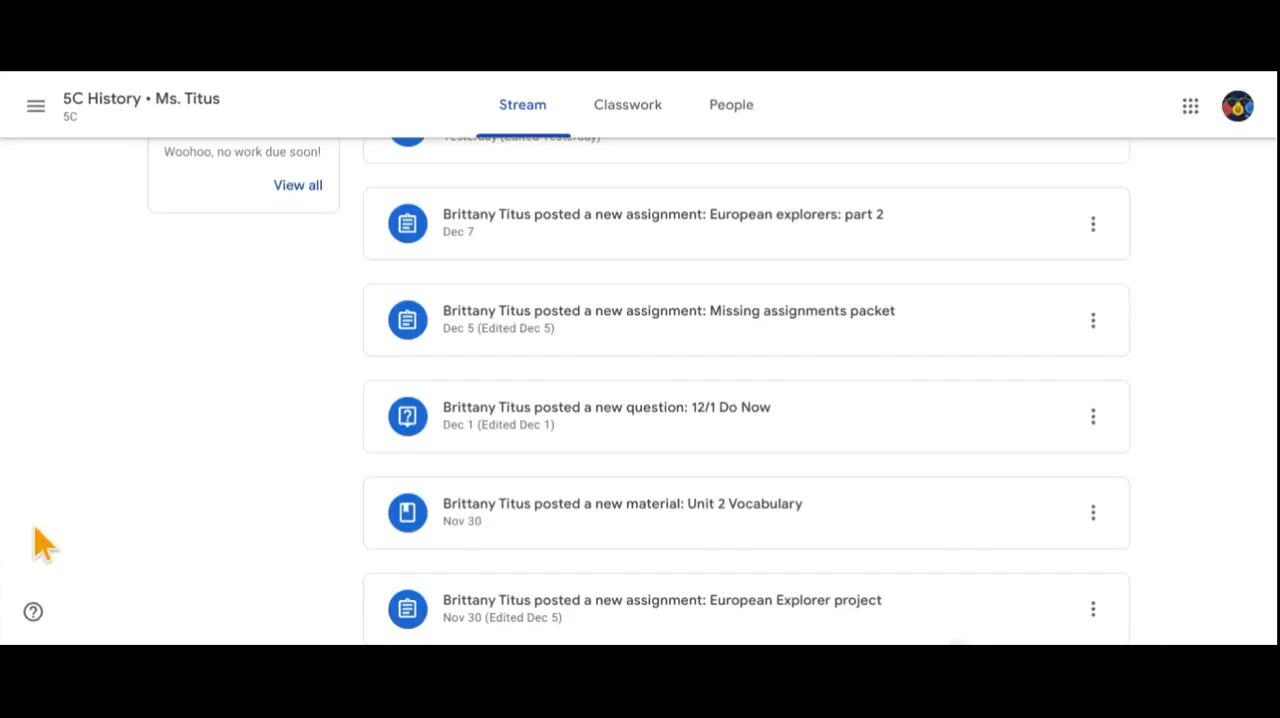 5C History • Ms. Titus
5C
Stream
Classwork
People
Yesterday (Edited Yesterday)
Woohoo, no work due soon!
View all
Brittany Titus posted a new assignment: European explorers: part 2
Dec 7
Brittany Titus posted a new assignment: Missing assignments packet
Dec 5 (Edited Dec 5)
Brittany Titus posted a new question: 12/1 Do Now
Dec 1 (Edited Dec 1)
Brittany Titus posted a new material: Unit 2 Vocabulary
Nov 30
Brittany Titus posted a new assignment: European Explorer project
Nov 30 (Edited Dec 5)